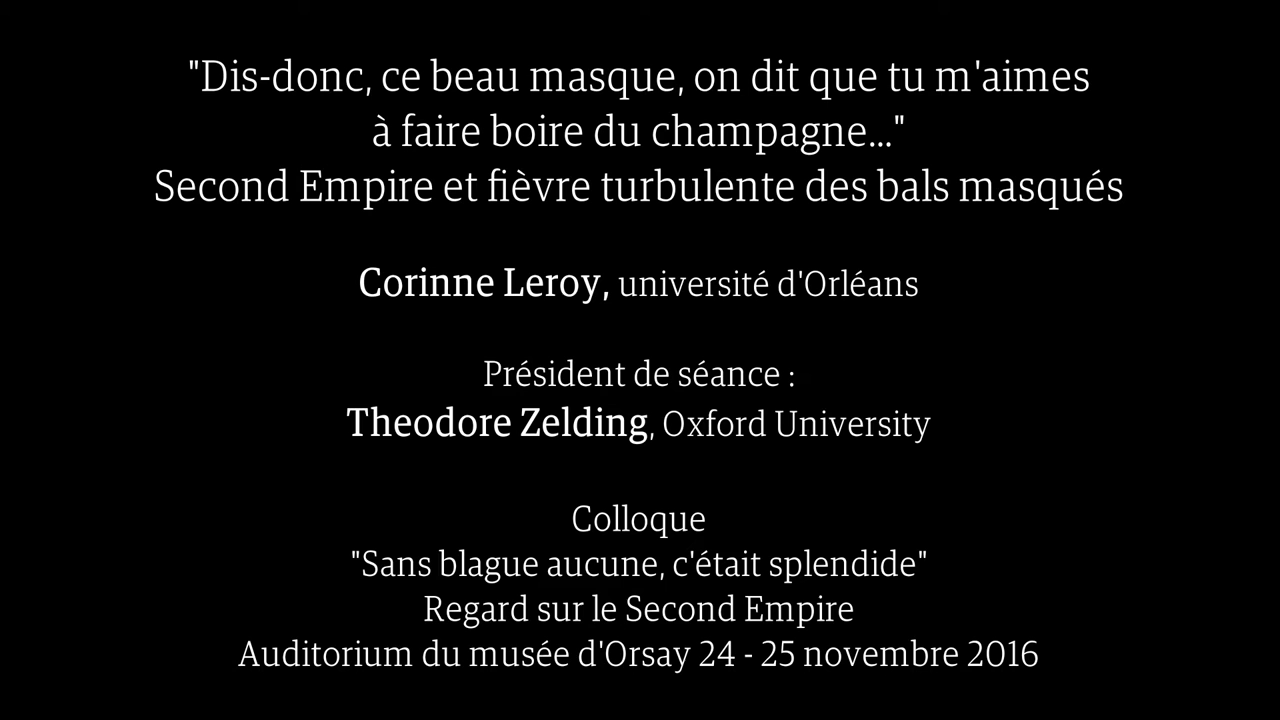 "Dis-donc, ce beau masque, on dit que tu m'aimes
à faire boire du champagne..."
Second Empire et fièvre turbulente des bals masqués
Corinne Leroy, université d'Orléans
Président de séance :
Theodore Zelding, Oxford University
Colloque
"Sans blague aucune, c'était splendide"
Regard sur le Second Empire
Auditorium du musée d'Orsay 24 - 25 novembre 2016